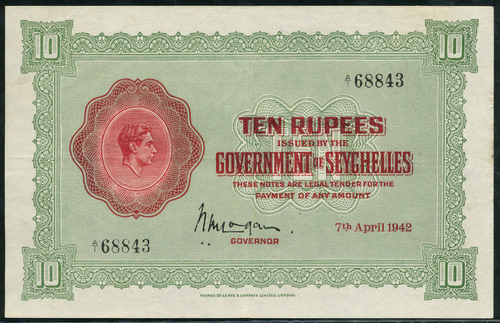 10 10
A/1 68843
TEN RUPEES
ISSUED BY THE
GOVERNMENT OF SEYCHELLES
THESE NOTES ARE LEGAL TENDER FOR THE
PAYMENT OF ANY AMOUNT
7th April 1942
GOVERNOR
A/1 68843
10 10
THOMAS DE LA RUE & COMPANY, LIMITED, LONDON.